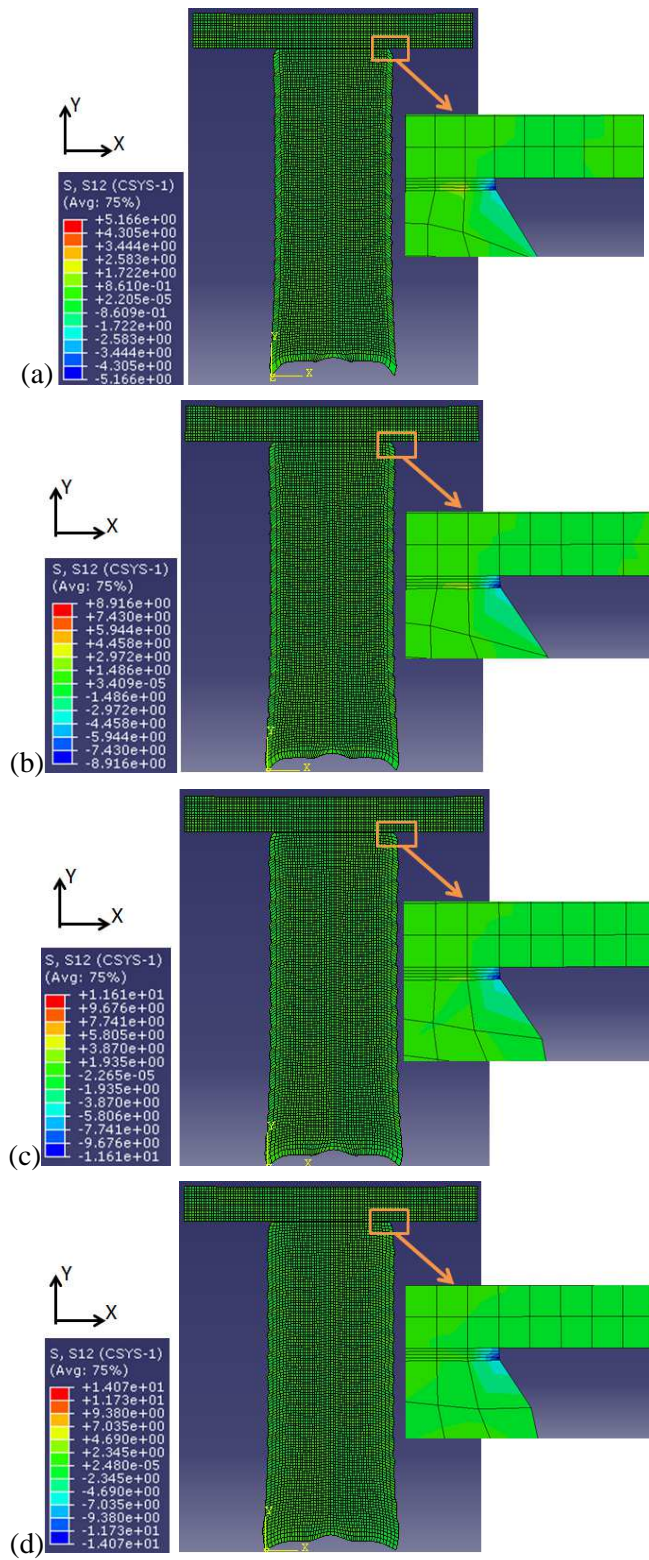 Y
X
S, S12 (CSYS-1)
(Avg: 75%)
+5.166e+00
+4.305e+00
+3.444e+00
+2.583e+00
+1.722e+00
+8.610e-01
+2.205e-05
-8.609e-01
-1.722e+00
-2.583e+00
-3.444e+00
-4.305e+00
-5.166e+00
Y
Z
X
(a)
Y
X
S, S12 (CSYS-1)
(Avg: 75%)
+8.916e+00
+7.430e+00
+5.944e+00
+4.458e+00
+2.972e+00
+1.486e+00
+3.409e-05
-1.486e+00
-2.972e+00
-4.458e+00
-5.944e+00
-7.430e+00
-8.916e+00
Y
X
(b)
Y
X
S, S12 (CSYS-1)
(Avg: 75%)
+1.161e+01
+9.676e+00
+7.741e+00
+5.805e+00
+3.870e+00
+1.935e+00
-2.265e-05
-1.935e+00
-3.870e+00
-5.806e+00
-7.741e+00
-9.676e+00
-1.161e+01
Y
X
(c)
Y
X
S, S12 (CSYS-1)
(Avg: 75%)
+1.407e+01
+1.173e+01
+9.380e+00
+7.035e+00
+4.690e+00
+2.345e+00
+2.480e-05
-2.345e+00
-4.690e+00
-7.035e+00
-9.380e+00
-1.173e+01
-1.407e+01
Y
X
(d)